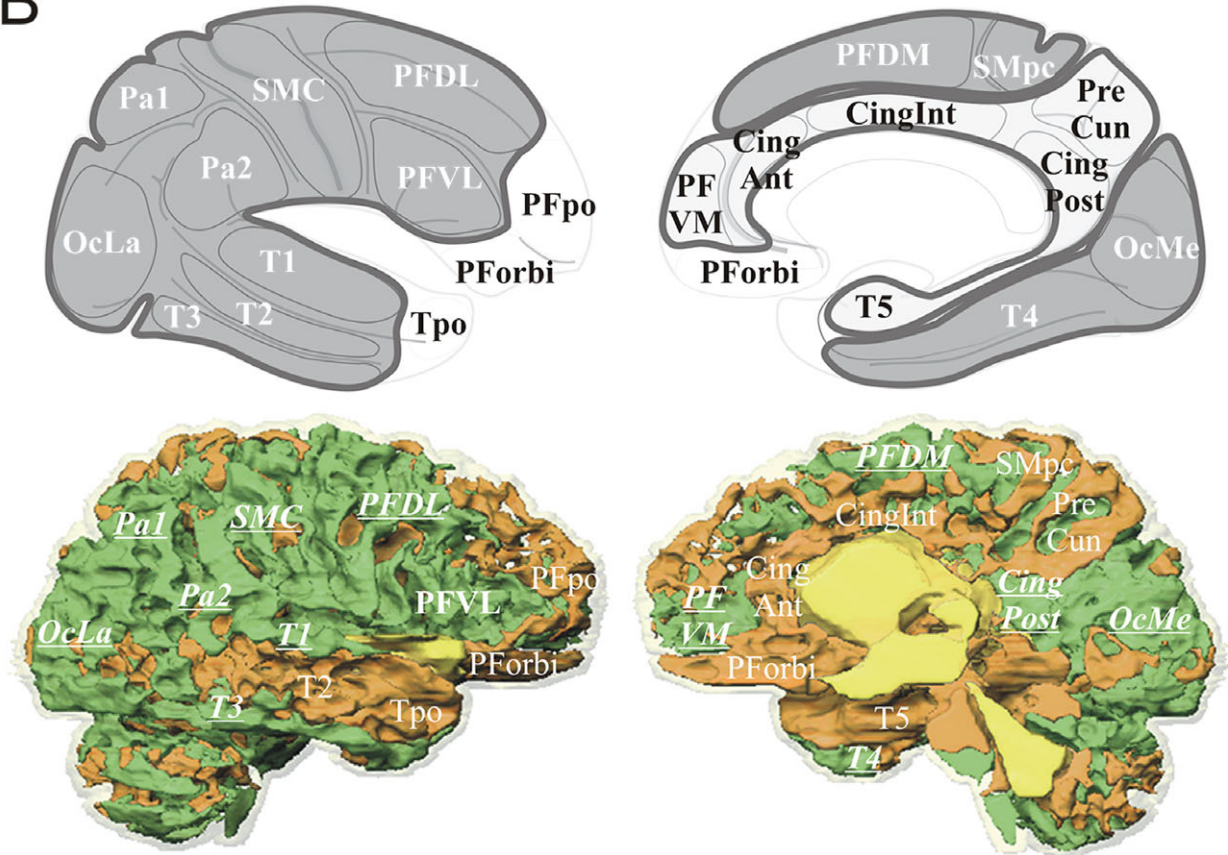 B
PFDL
SMC
Pa1
Pa2
PFVL
PFpo
OcLa
T1
PForbi
T3
T2
Tpo
PFDM
SMpc
Pre
Cun
CingInt
Cing
Ant
Cing
Post
PF
VM
PForbi
OcMe
T5
T4
Pa1
SMC
PFDL
PFpo
Pa2
PFVL
OcLa
T1
PForbi
T2
T3
Tpo
PFDM
SMpc
CingInt
Pre
Cun
Cing
Ant
PF
VM
Cing
Post
OcMe
PForbi
T5
T4